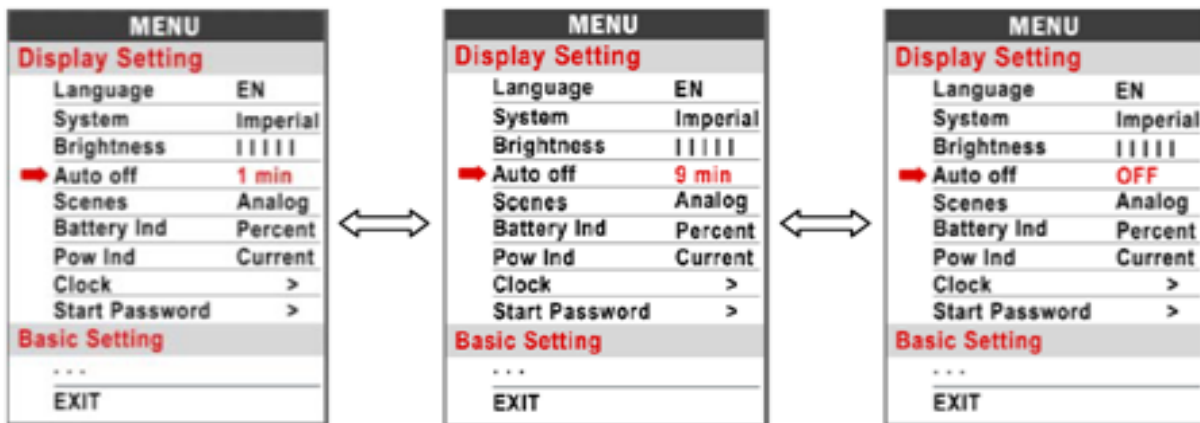 MENU
Display Setting
Language EN
System Imperial
Brightness | | | | |
Auto off 1 min
Scenes Analog
Battery Ind Percent
Pow Ind Current
Clock >
Start Password >
Basic Setting
. . .
EXIT
MENU
Display Setting
Language EN
System Imperial
Brightness | | | | |
Auto off 9 min
Scenes Analog
Battery Ind Percent
Pow Ind Current
Clock >
Start Password >
Basic Setting
. . .
EXIT
MENU
Display Setting
Language EN
System Imperial
Brightness | | | | |
Auto off OFF
Scenes Analog
Battery Ind Percent
Pow Ind Current
Clock >
Start Password >
Basic Setting
. . .
EXIT